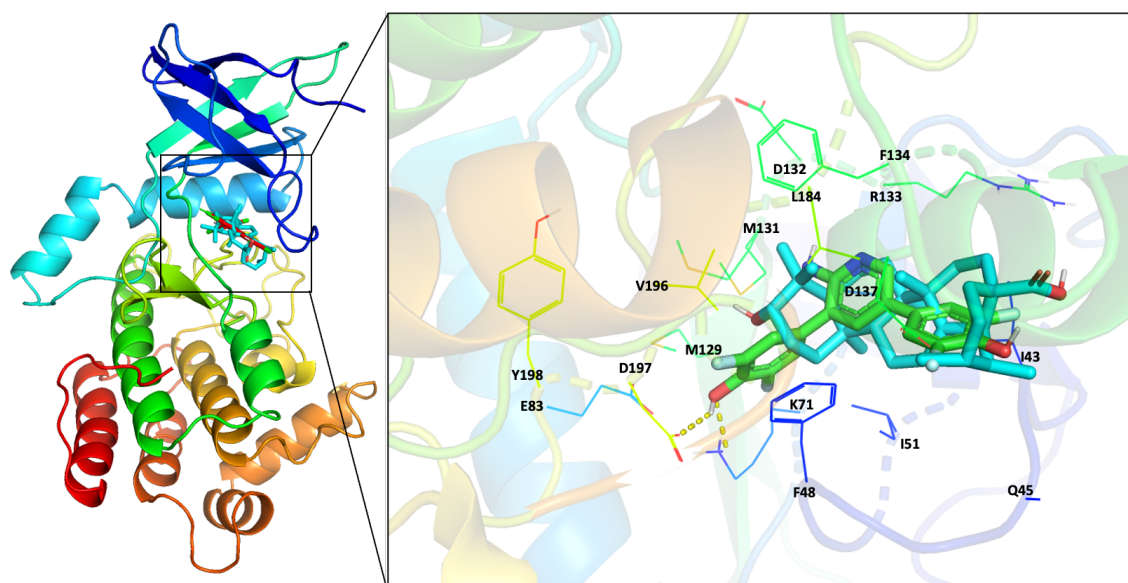 D132
F134
L184
R133
M131
V196
D137
M129
I43
Y198
D197
E83
K71
I51
F48
Q45